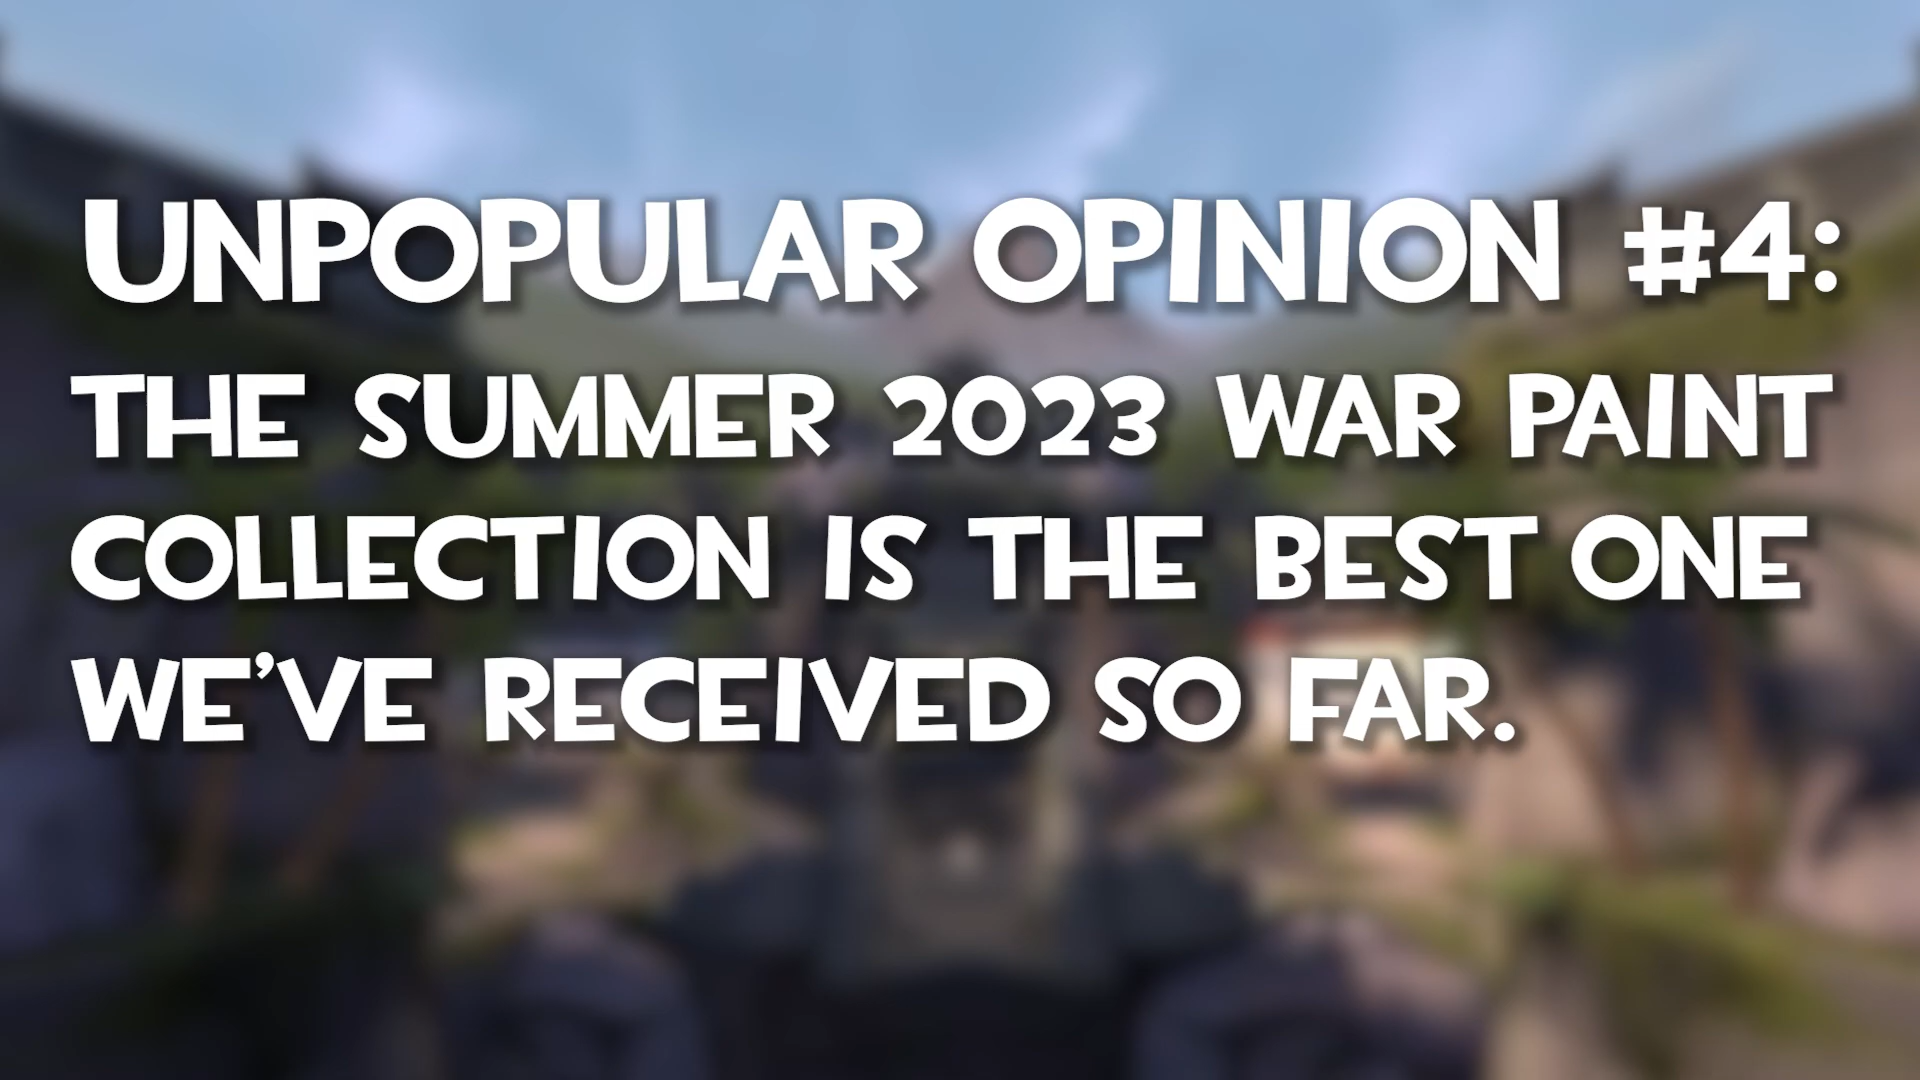 UNPOPULAR OPINION #4:
THE SUMMER 2023 WAR PAINT
COLLECTION IS THE BEST ONE
WE'VE RECEIVED SO FAR.